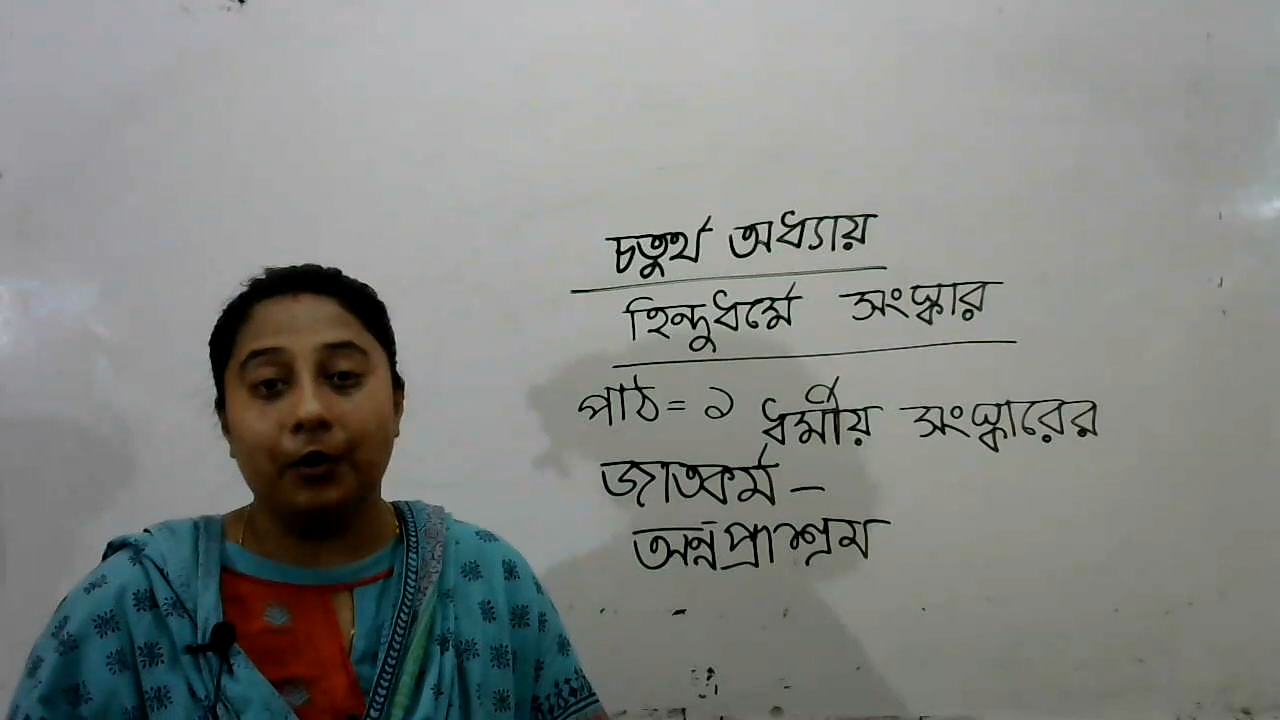 চতুর্থ অধ্যায়
হিন্দুধর্মে সংস্কার
পাঠ= ১ ধর্মীয় সংস্কারের
জাতকর্ম -
অন্নপ্রাশন